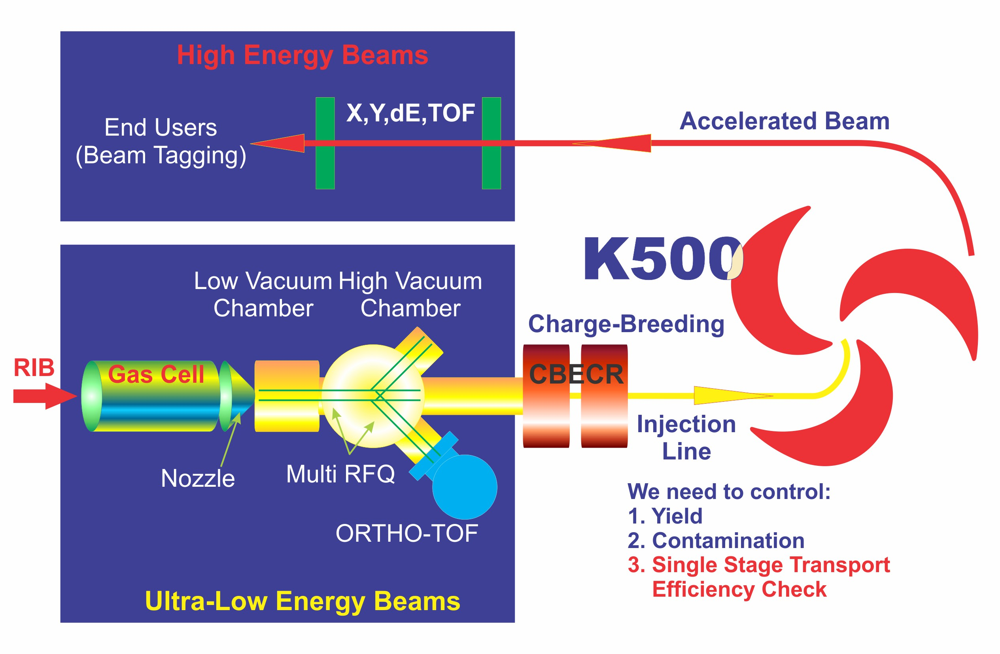 High Energy Beams
X,Y,dE,TOF
End Users
(Beam Tagging)
Accelerated Beam
K500
Low Vacuum
Chamber
High Vacuum
Chamber
Charge-Breeding
RIB
Gas Cell
CBECR
Injection
Line
Nozzle
Multi RFQ
ORTHO-TOF
Ultra-Low Energy Beams
We need to control:
1. Yield
2. Contamination
3. Single Stage Transport
Efficiency Check